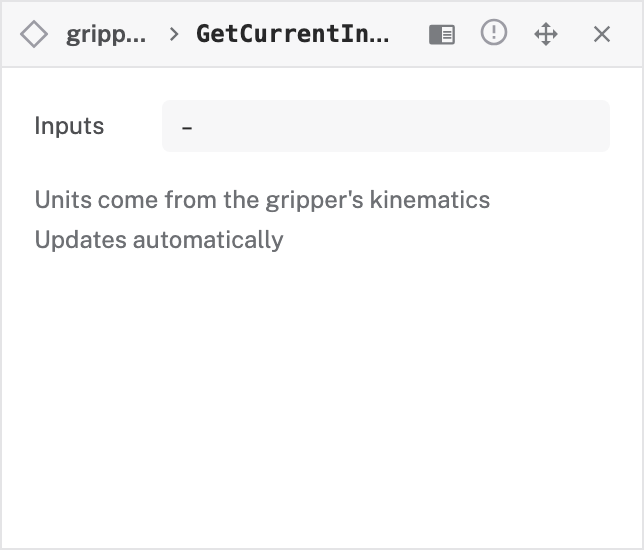 gripp... > GetCurrentIn...
Inputs –
Units come from the gripper's kinematics
Updates automatically